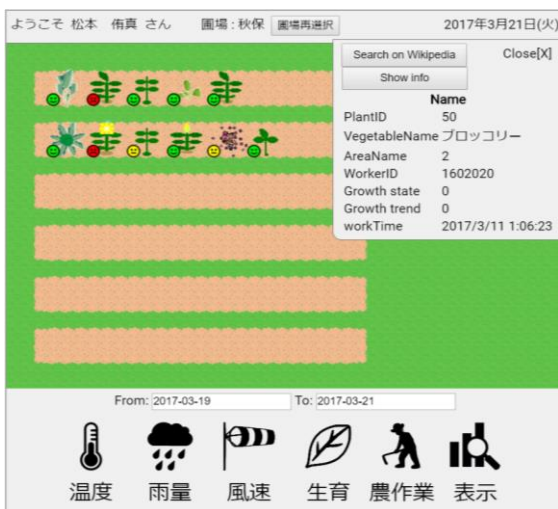 ようこそ 松本 侑真 さん 圃場 : 秋保 圃場再選択 2017年3月21日(火)
Search on Wikipedia Close[X]
Show info
Name
PlantID 50
VegetableName ブロッコリー
AreaName 2
WorkerID 1602020
Growth state 0
Growth trend 0
workTime 2017/3/11 1:06:23
From: 2017-03-19 To: 2017-03-21
温度 雨量 風速 生育 農作業 表示